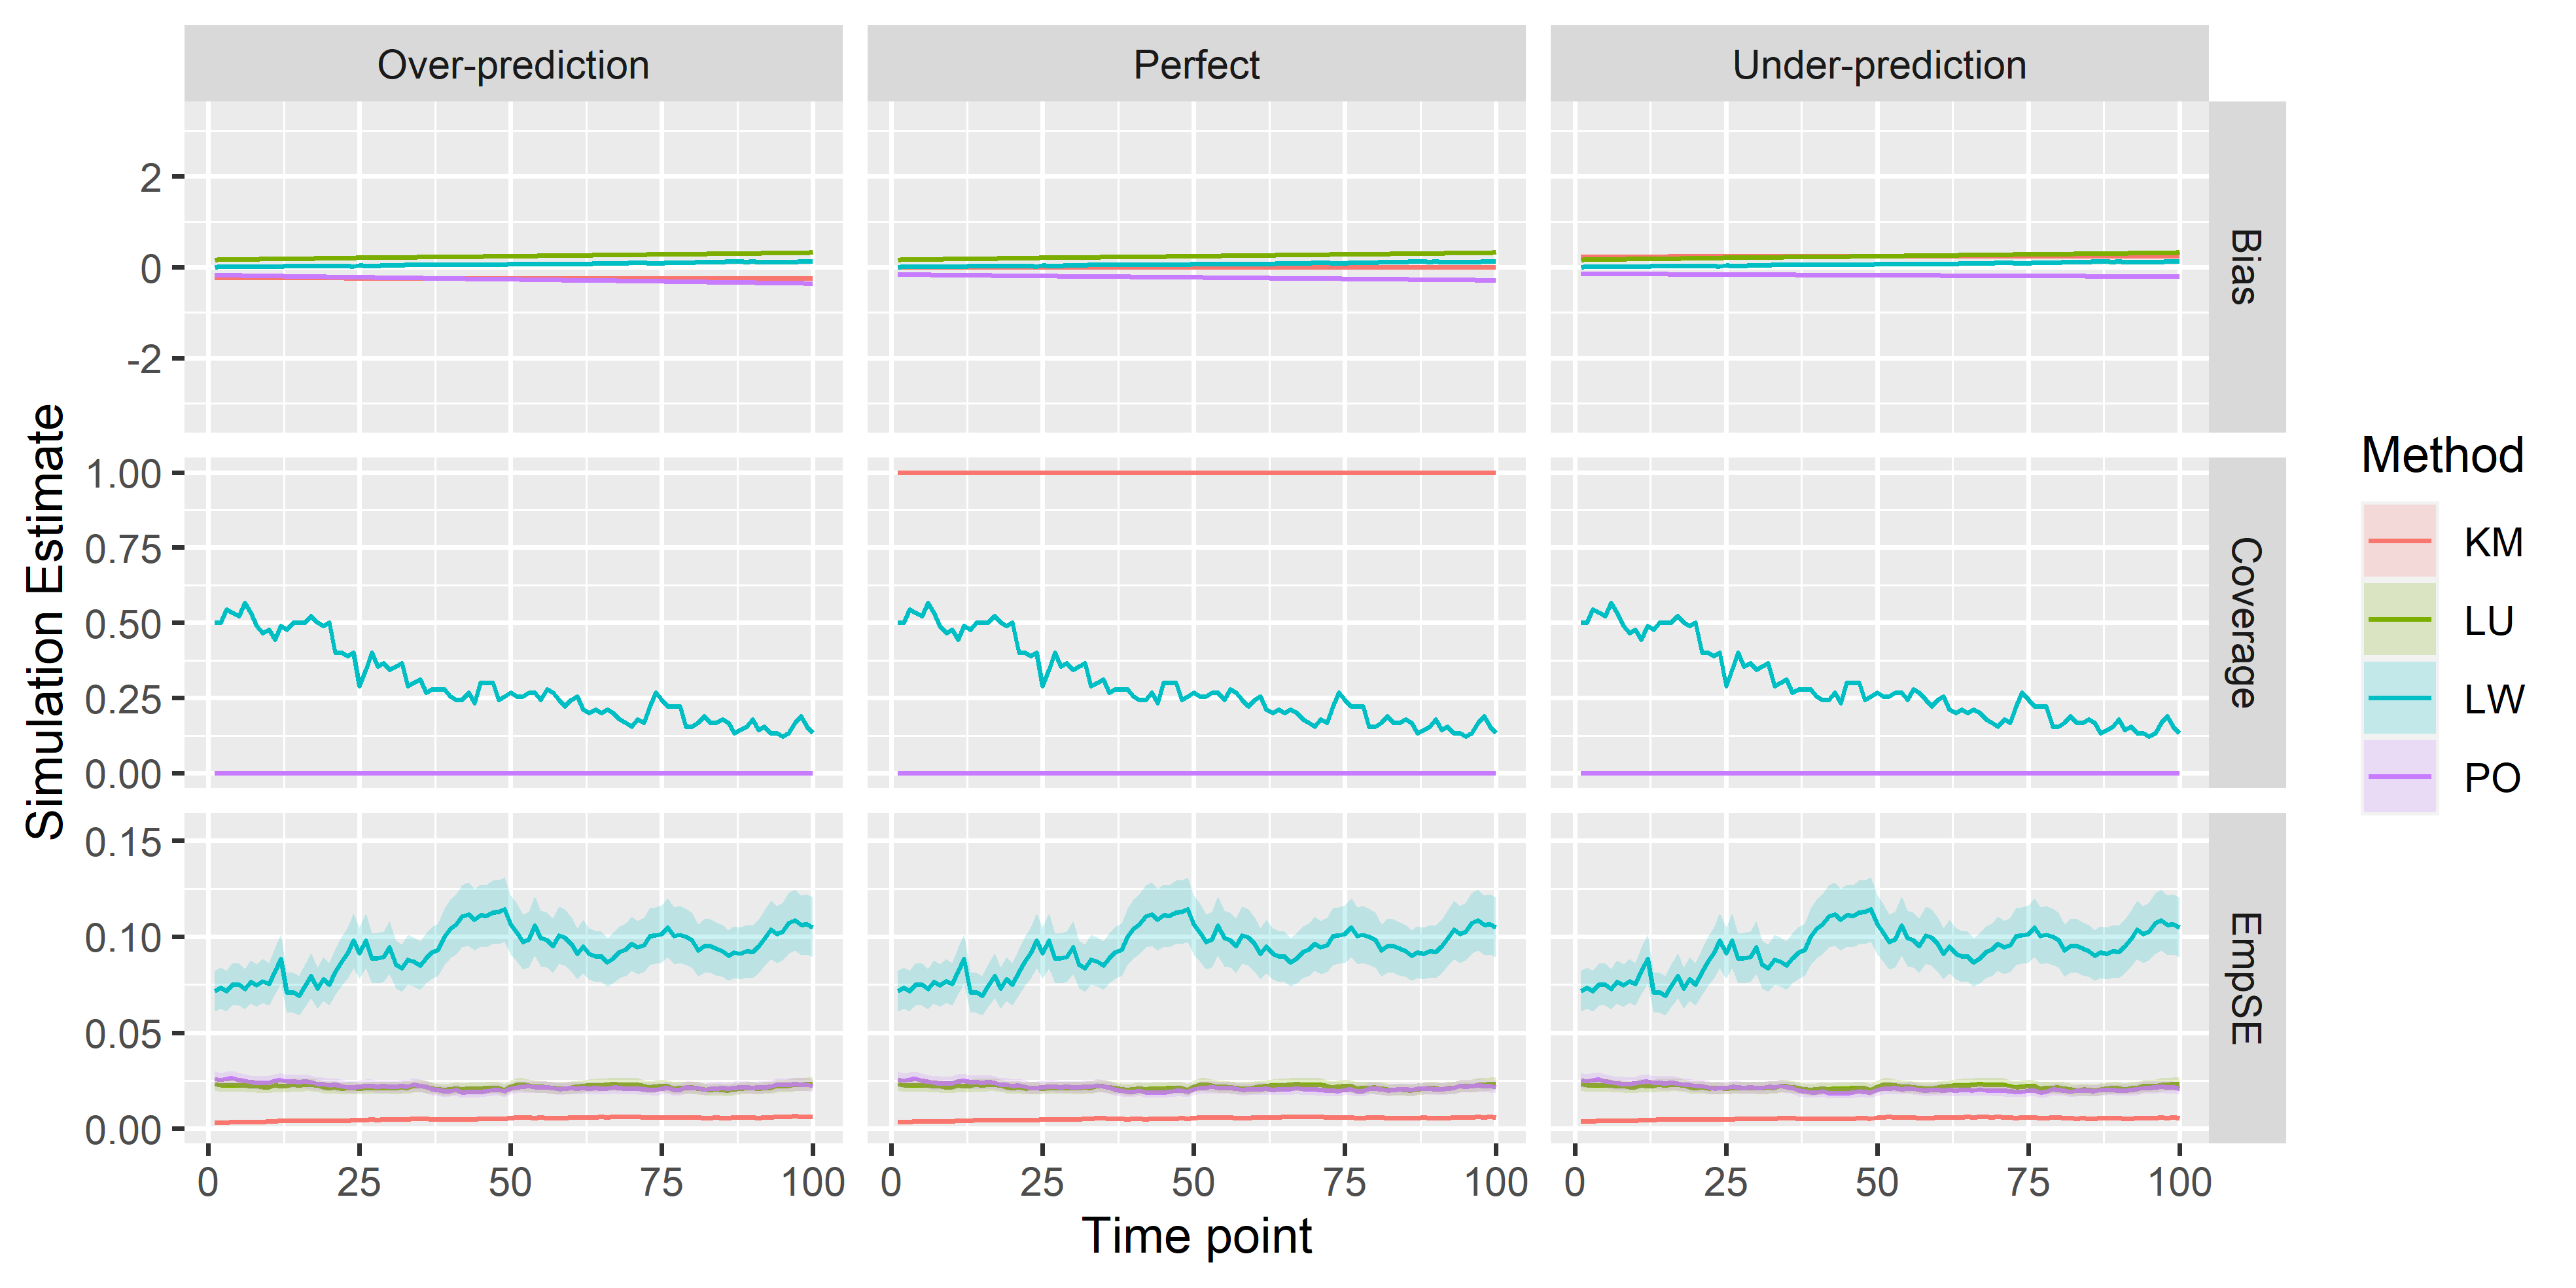 Over-prediction
Perfect
Under-prediction
2
0
-2
Bias
1.00
0.75
0.50
0.25
0.00
Coverage
0.15
0.10
0.05
0.00
EmpSE
0 25 50 75 100
0 25 50 75 100
0 25 50 75 100
Time point
Simulation Estimate
Method
KM
LU
LW
PO